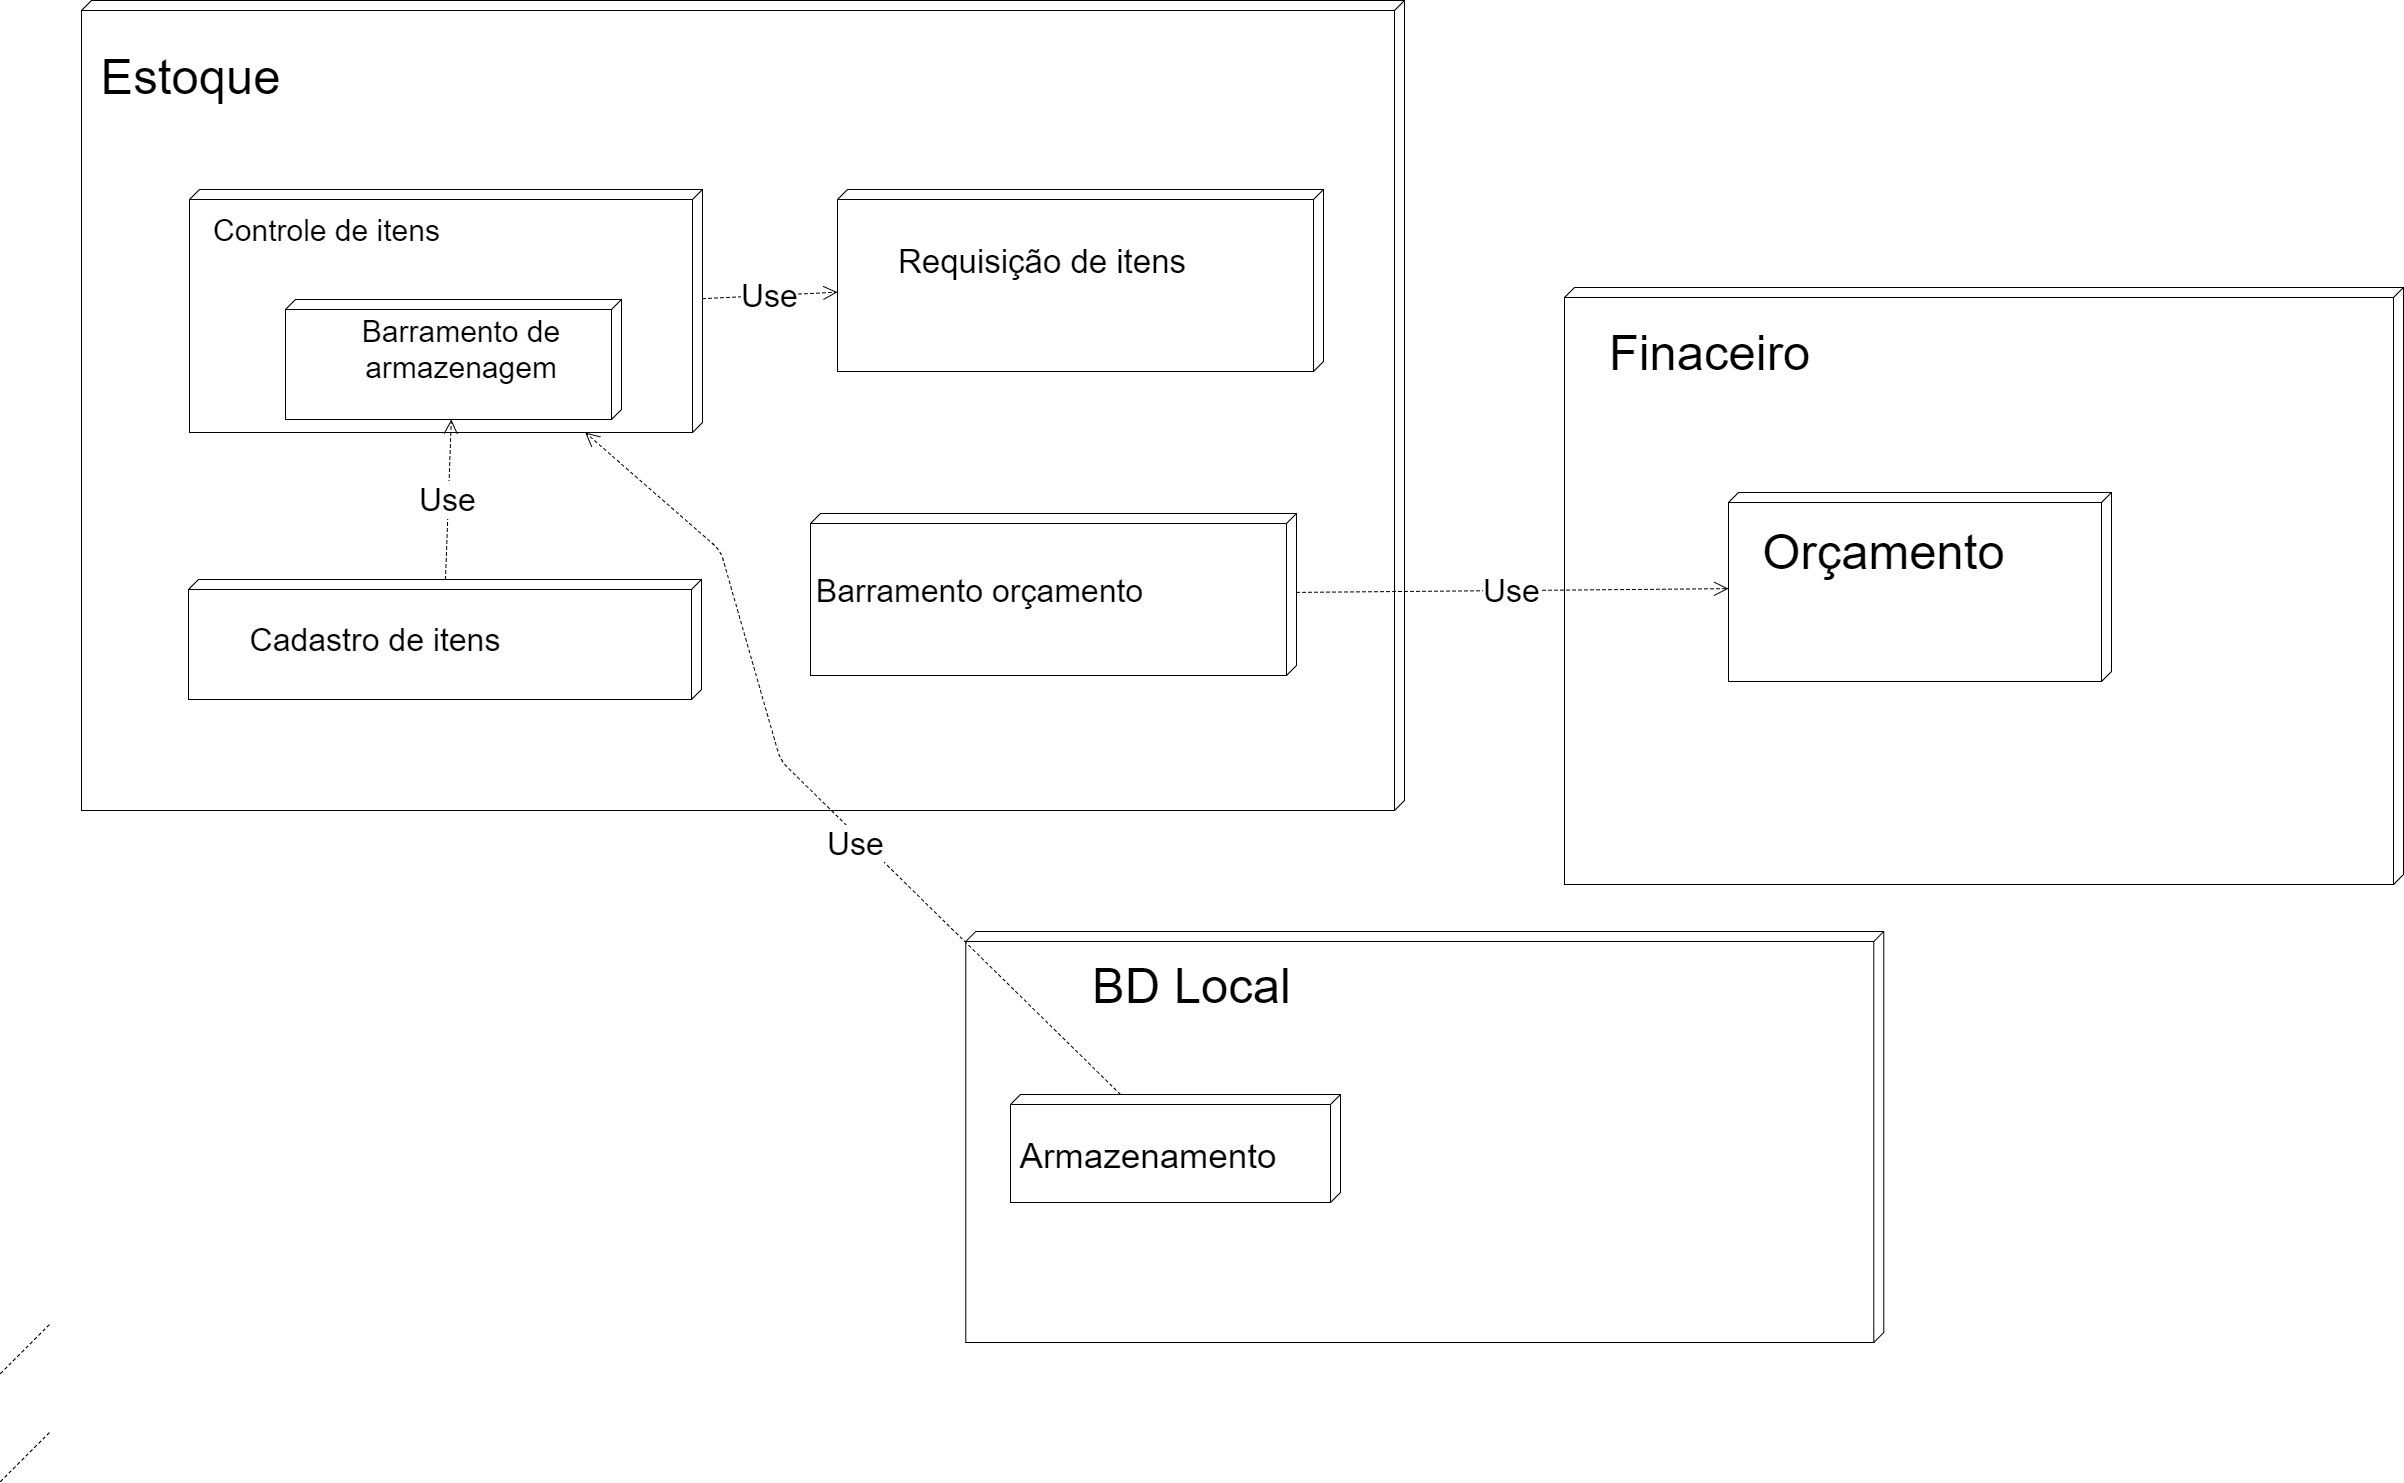 Estoque
Controle de itens
Barramento de
armazenagem
Use
Requisição de itens
Use
Cadastro de itens
Barramento orçamento
Use
Finaceiro
Orçamento
Use
BD Local
Armazenamento